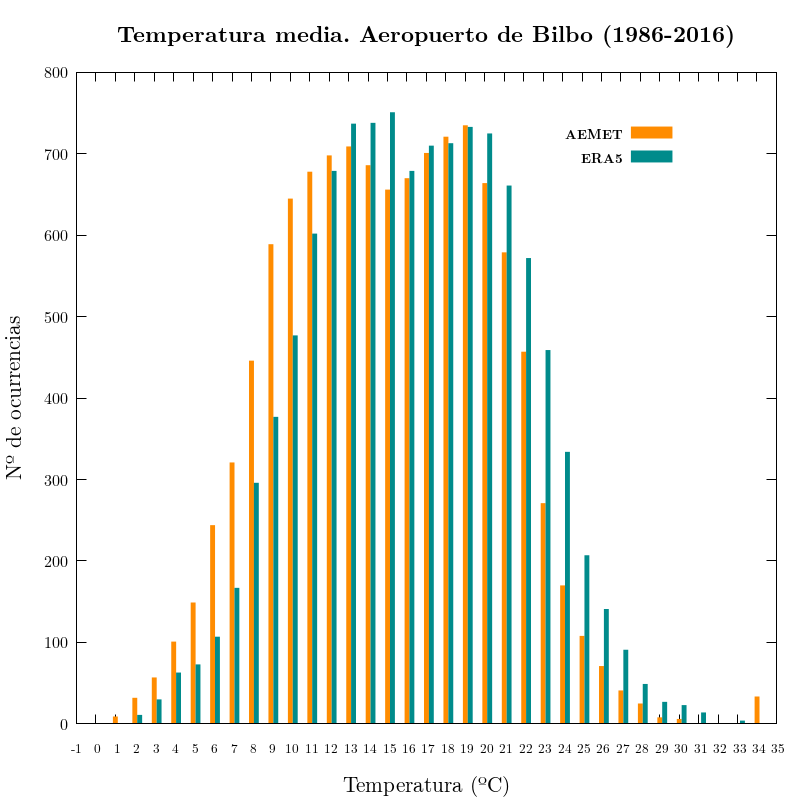 Temperatura media. Aeropuerto de Bilbo (1986-2016)
800
700
600
500
400
300
200
100
0
AEMET
ERA5
Nº de ocurrencias
-1 0 1 2 3 4 5 6 7 8 9 10 11 12 13 14 15 16 17 18 19 20 21 22 23 24 25 26 27 28 29 30 31 32 33 34 35
Temperatura (ºC)